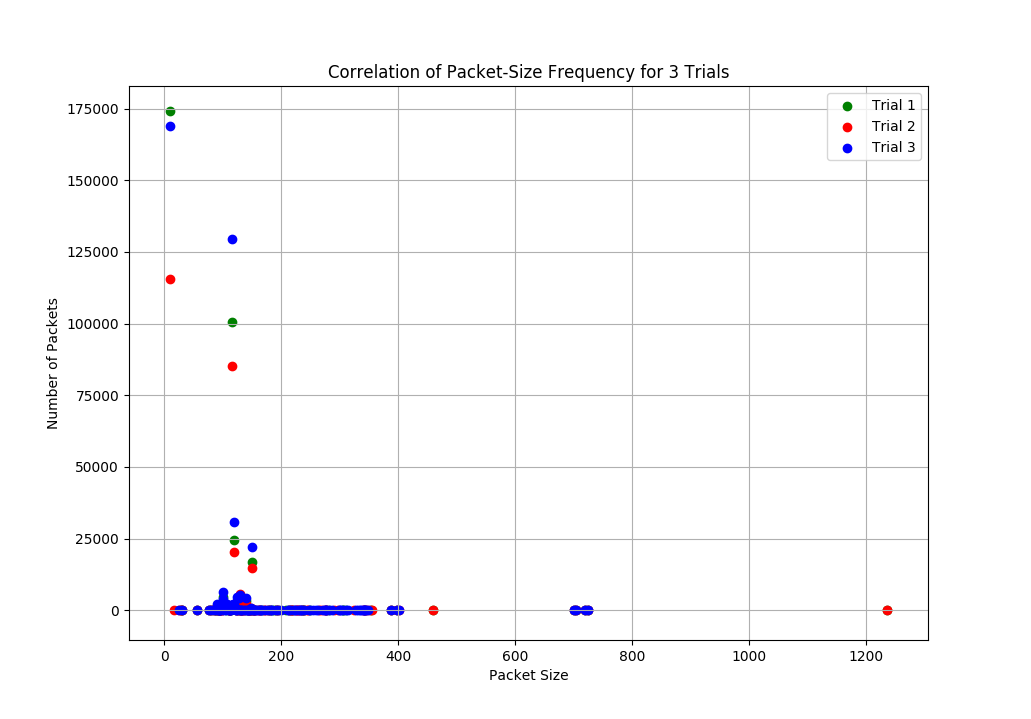 Correlation of Packet-Size Frequency for 3 Trials
Trial 1
Trial 2
Trial 3
Number of Packets
175000
150000
125000
100000
75000
50000
25000
0
0 200 400 600 800 1000 1200
Packet Size